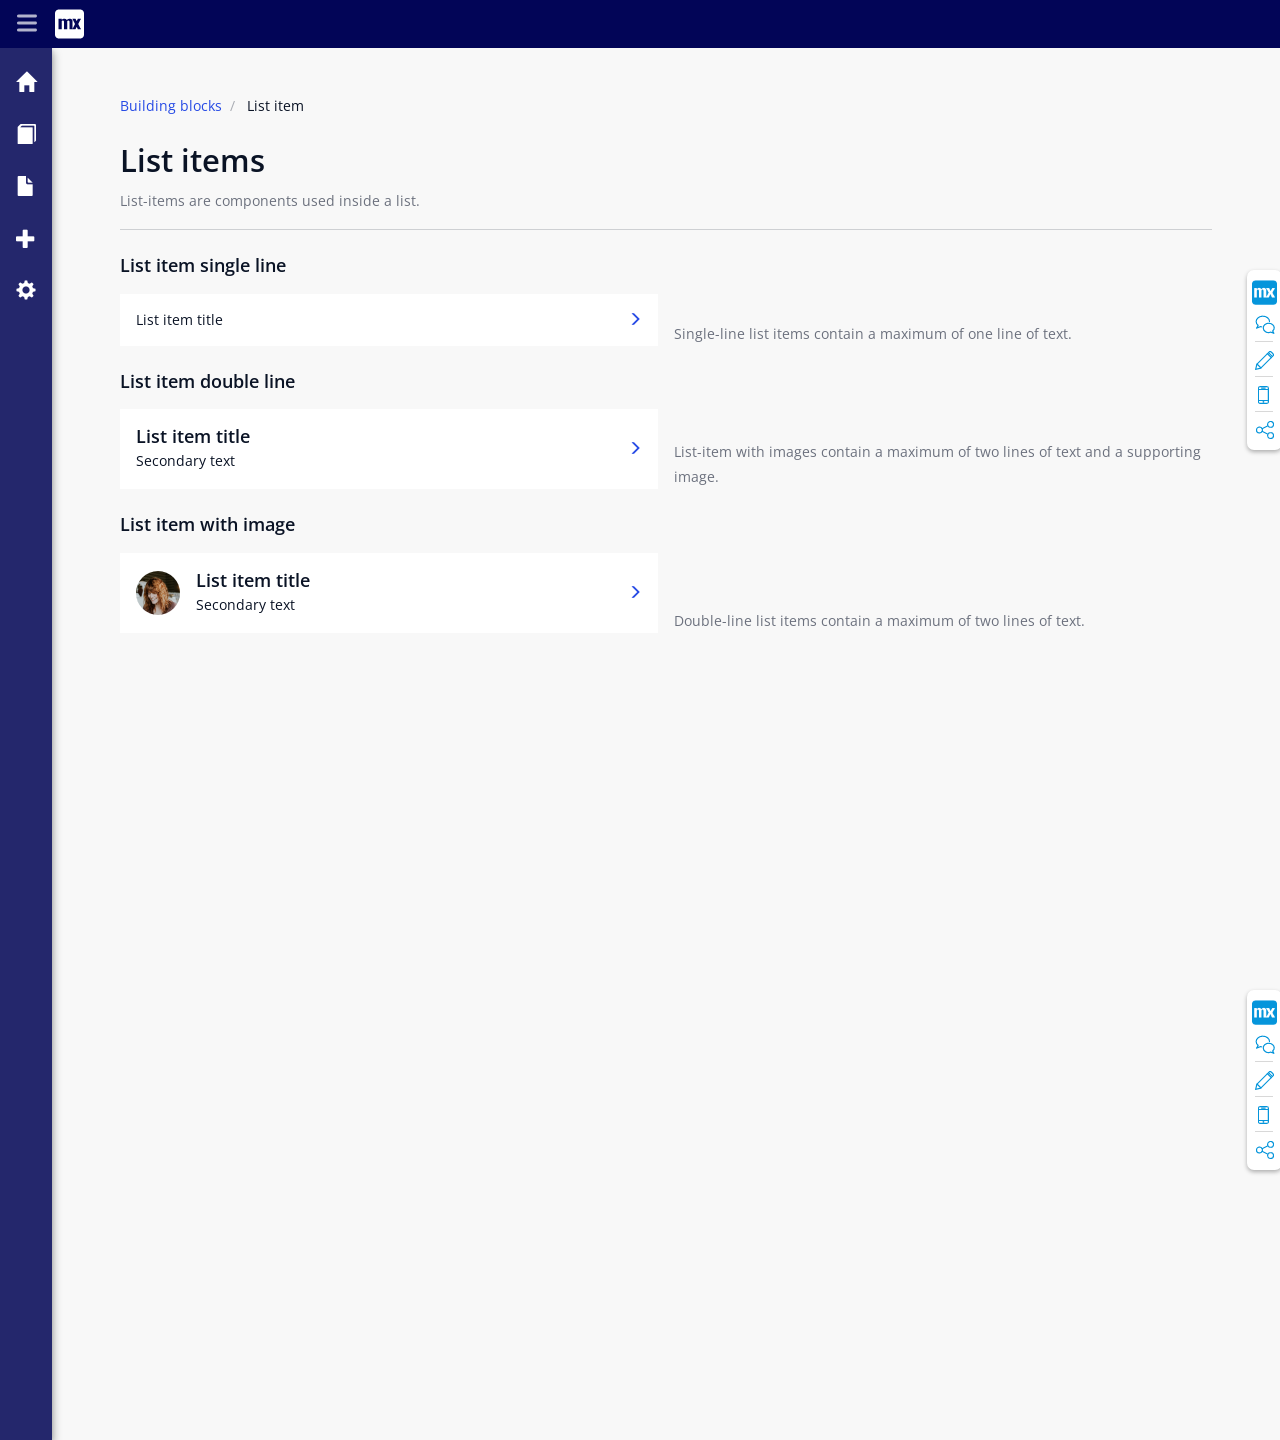 mx
Building blocks / List item
List items
List-items are components used inside a list.
List item single line
List item title
Single-line list items contain a maximum of one line of text.
List item double line
List item title
Secondary text
List-item with images contain a maximum of two lines of text and a supporting
image.
List item with image
List item title
Secondary text
Double-line list items contain a maximum of two lines of text.
mx
mx